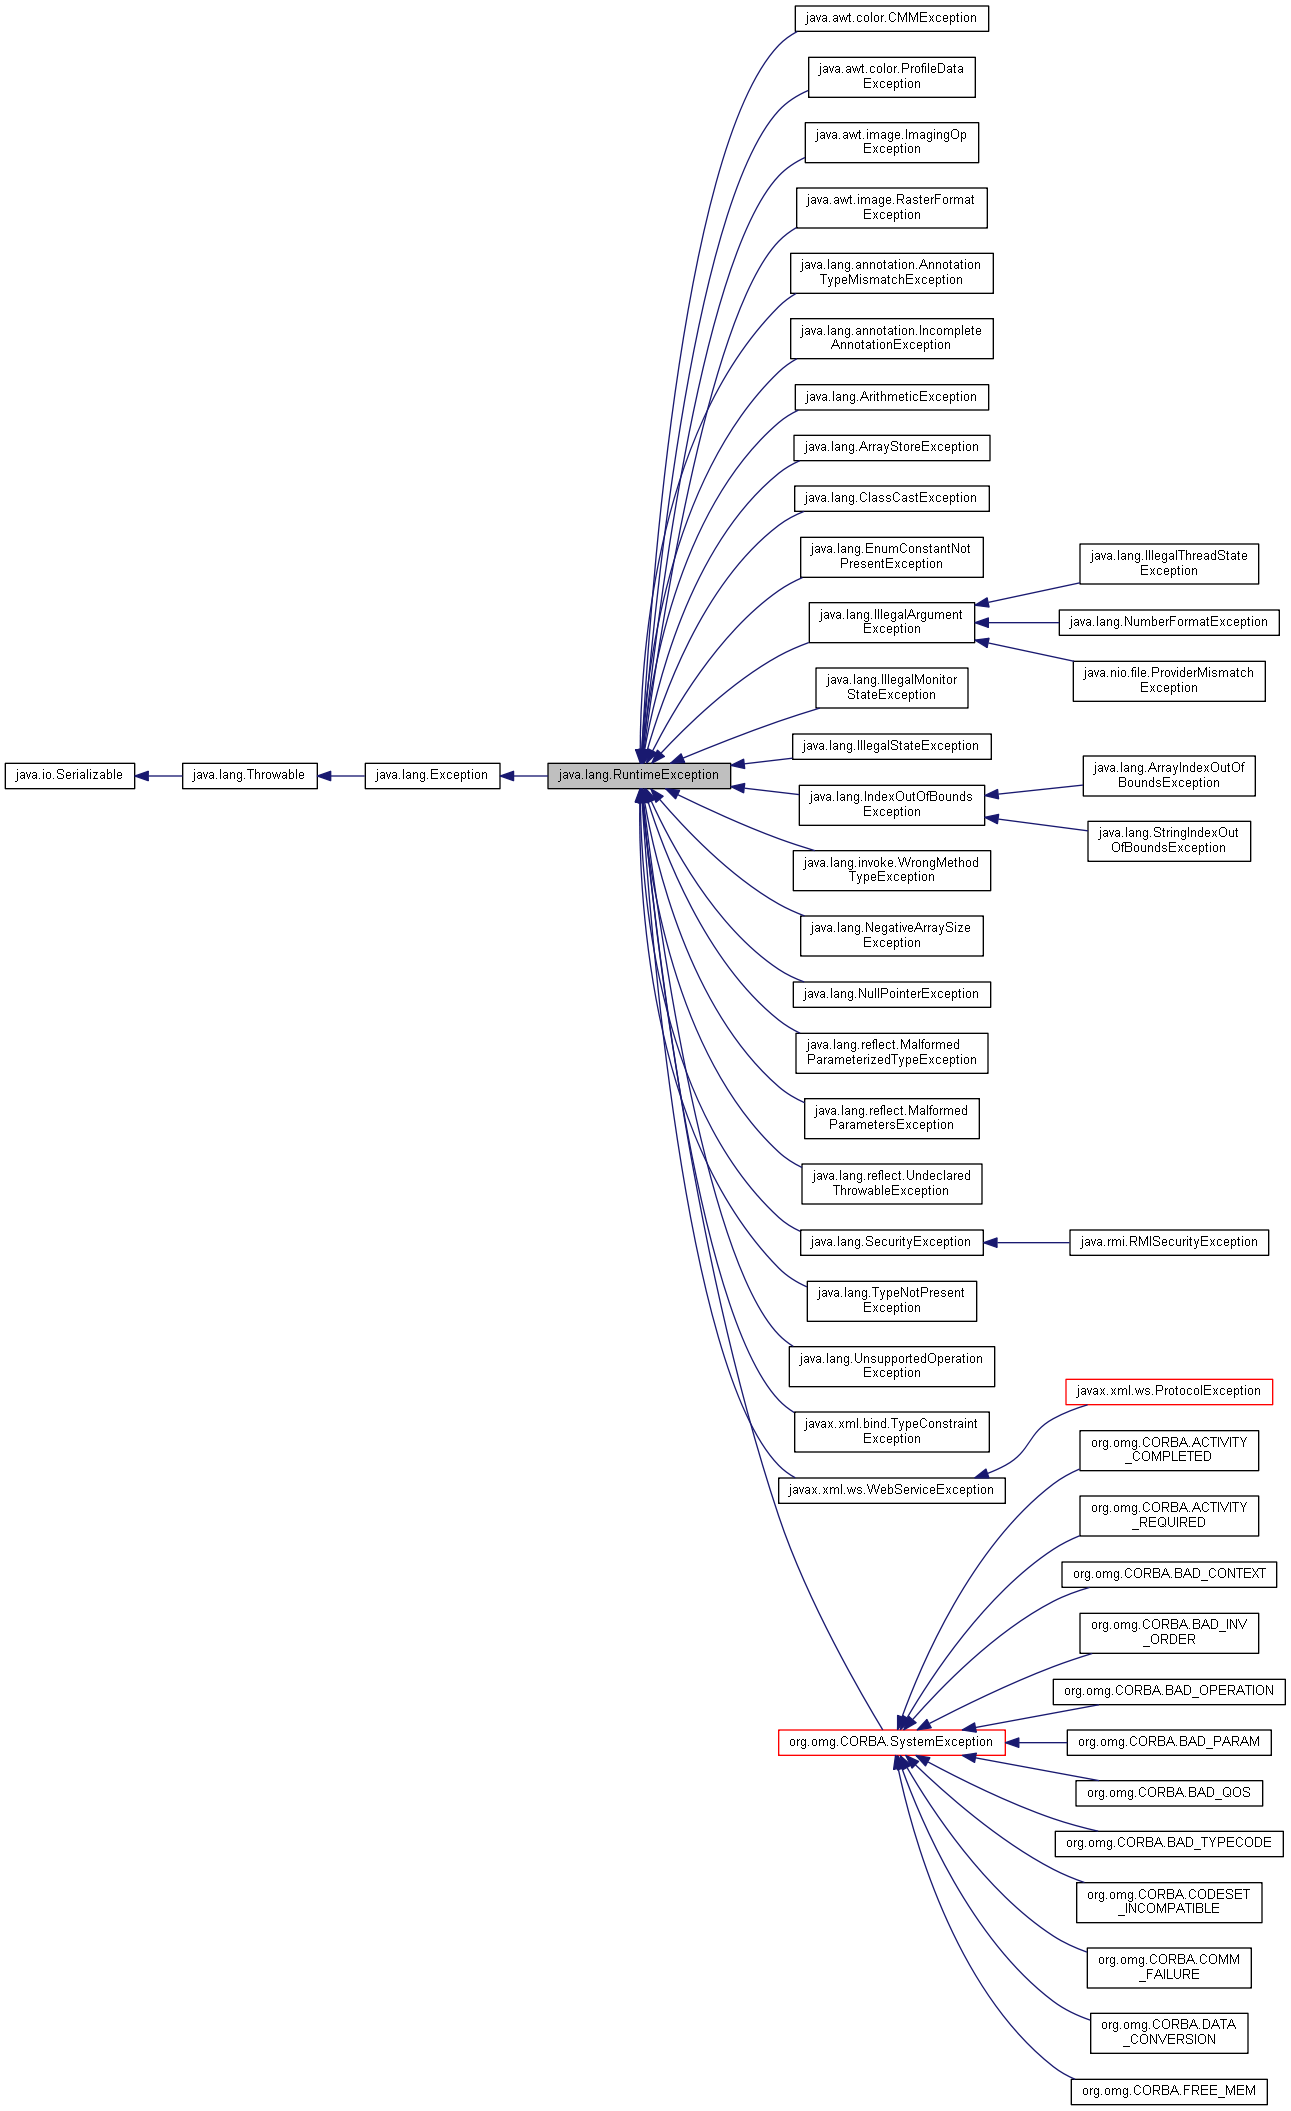 java.io.Serializable
java.lang.Throwable
java.lang.Exception
java.lang.RuntimeException
java.awt.color.CMMException
java.awt.color.ProfileData
Exception
java.awt.image.ImagingOp
Exception
java.awt.image.RasterFormat
Exception
java.lang.annotation.Annotation
TypeMismatchException
java.lang.annotation.Incomplete
AnnotationException
java.lang.ArithmeticException
java.lang.ArrayStoreException
java.lang.ClassCastException
java.lang.EnumConstantNot
PresentException
java.lang.IllegalArgument
Exception
java.lang.IllegalMonitor
StateException
java.lang.IllegalStateException
java.lang.IndexOutOfBounds
Exception
java.lang.invoke.WrongMethod
TypeException
java.lang.NegativeArraySize
Exception
java.lang.NullPointerException
java.lang.reflect.Malformed
ParameterizedTypeException
java.lang.reflect.Malformed
ParametersException
java.lang.reflect.Undeclared
ThrowableException
java.lang.SecurityException
java.lang.TypeNotPresent
Exception
java.lang.UnsupportedOperation
Exception
javax.xml.bind.TypeConstraint
Exception
javax.xml.ws.WebServiceException
org.omg.CORBA.SystemException
java.lang.IllegalThreadState
Exception
java.lang.NumberFormatException
java.nio.file.ProviderMismatch
Exception
java.lang.ArrayIndexOutOf
BoundsException
java.lang.StringIndexOut
OfBoundsException
java.rmi.RMISecurityException
javax.xml.ws.ProtocolException
org.omg.CORBA.ACTIVITY
_COMPLETED
org.omg.CORBA.ACTIVITY
_REQUIRED
org.omg.CORBA.BAD_CONTEXT
org.omg.CORBA.BAD_INV
_ORDER
org.omg.CORBA.BAD_OPERATION
org.omg.CORBA.BAD_PARAM
org.omg.CORBA.BAD_QOS
org.omg.CORBA.BAD_TYPECODE
org.omg.CORBA.CODESET
_INCOMPATIBLE
org.omg.CORBA.COMM
_FAILURE
org.omg.CORBA.DATA
_CONVERSION
org.omg.CORBA.FREE_MEM